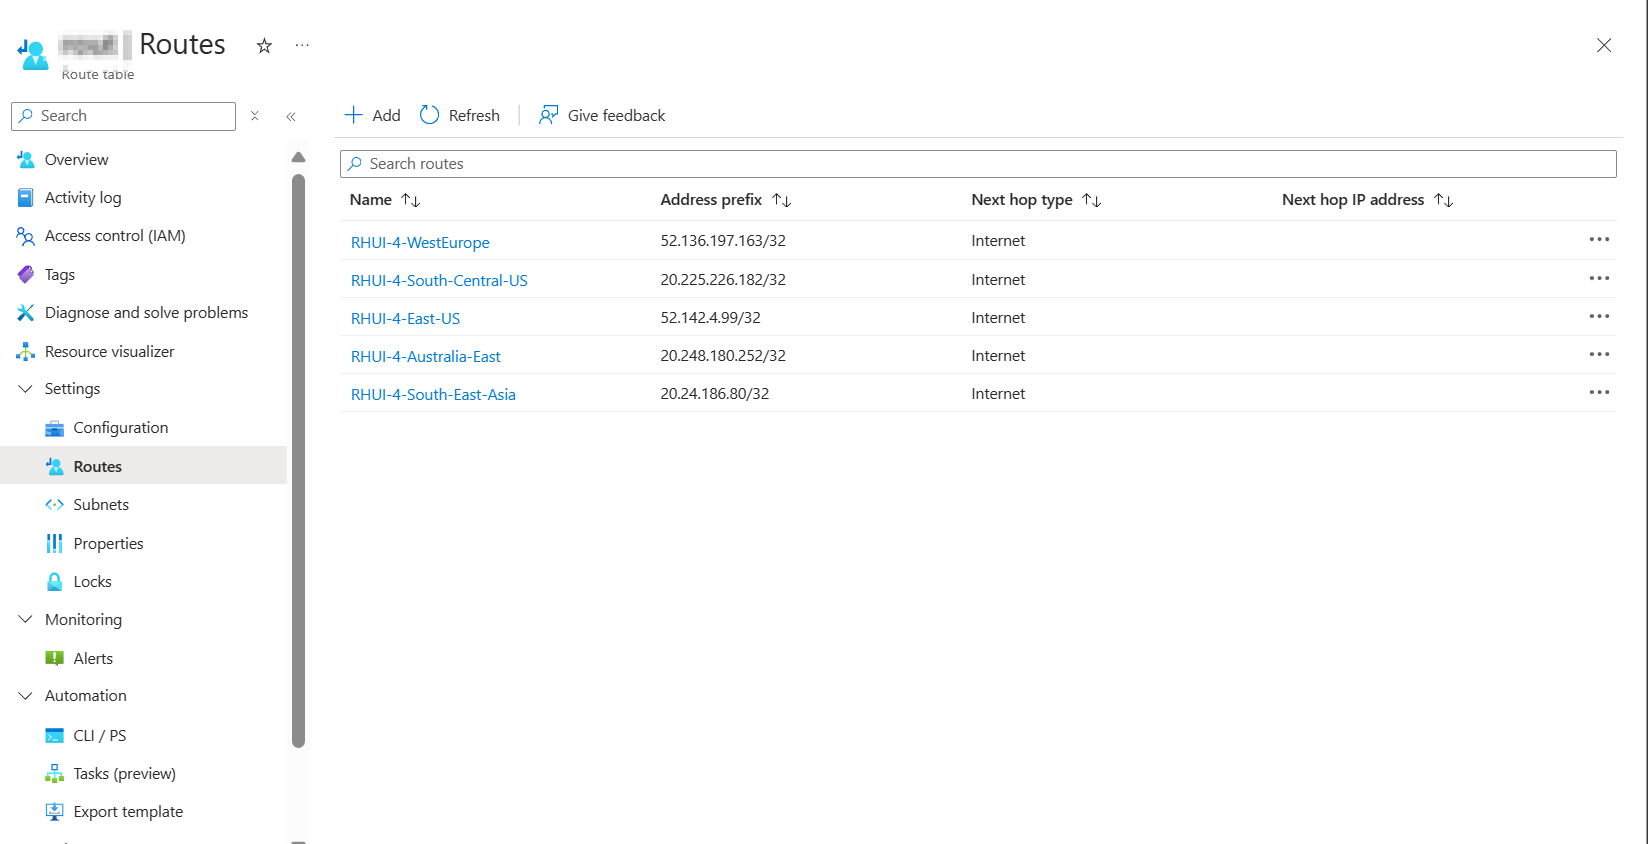 Routes
Route table
Search
Add
Refresh
Give feedback
Overview
Activity log
Access control (IAM)
Tags
Diagnose and solve problems
Resource visualizer
Settings
Configuration
Routes
Subnets
Properties
Locks
Monitoring
Alerts
Automation
CLI / PS
Tasks (preview)
Export template
Search routes
Name Address prefix Next hop type Next hop IP address
RHUI-4-WestEurope 52.136.197.163/32 Internet
RHUI-4-South-Central-US 20.225.226.182/32 Internet
RHUI-4-East-US 52.142.4.99/32 Internet
RHUI-4-Australia-East 20.248.180.252/32 Internet
RHUI-4-South-East-Asia 20.24.186.80/32 Internet